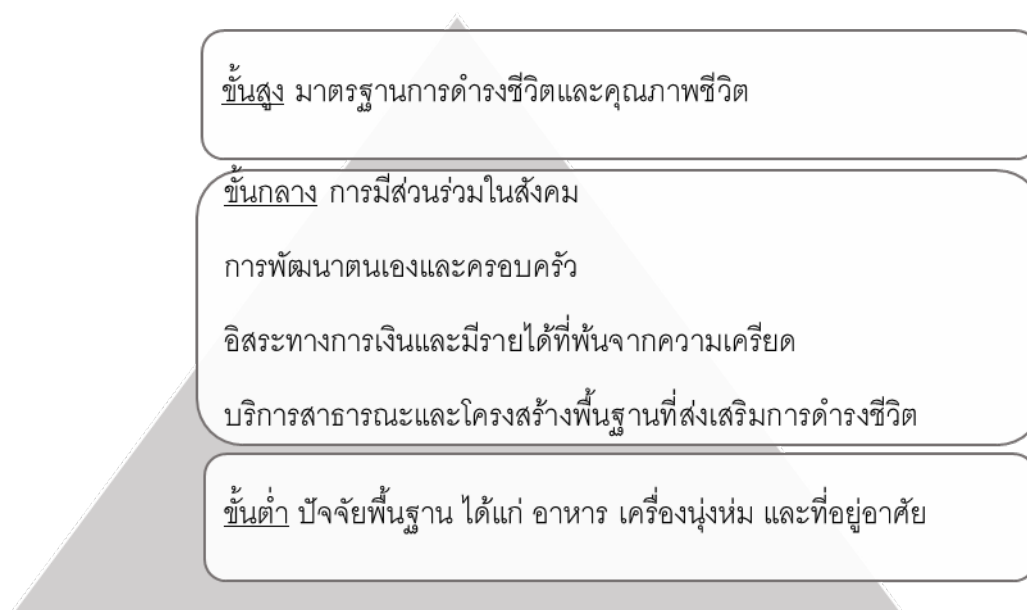 ขั้นสูง มาตรฐานการดำรงชีวิตและคุณภาพชีวิต
ขั้นกลาง การมีส่วนร่วมในสังคม
การพัฒนาตนเองและครอบครัว
อิสระทางการเงินและมีรายได้ที่พ้นจากความเครียด
บริการสาธารณะและโครงสร้างพื้นฐานที่ส่งเสริมการดำรงชีวิต
ขั้นต่ำ ปัจจัยพื้นฐาน ได้แก่ อาหาร เครื่องนุ่งห่ม และที่อยู่อาศัย